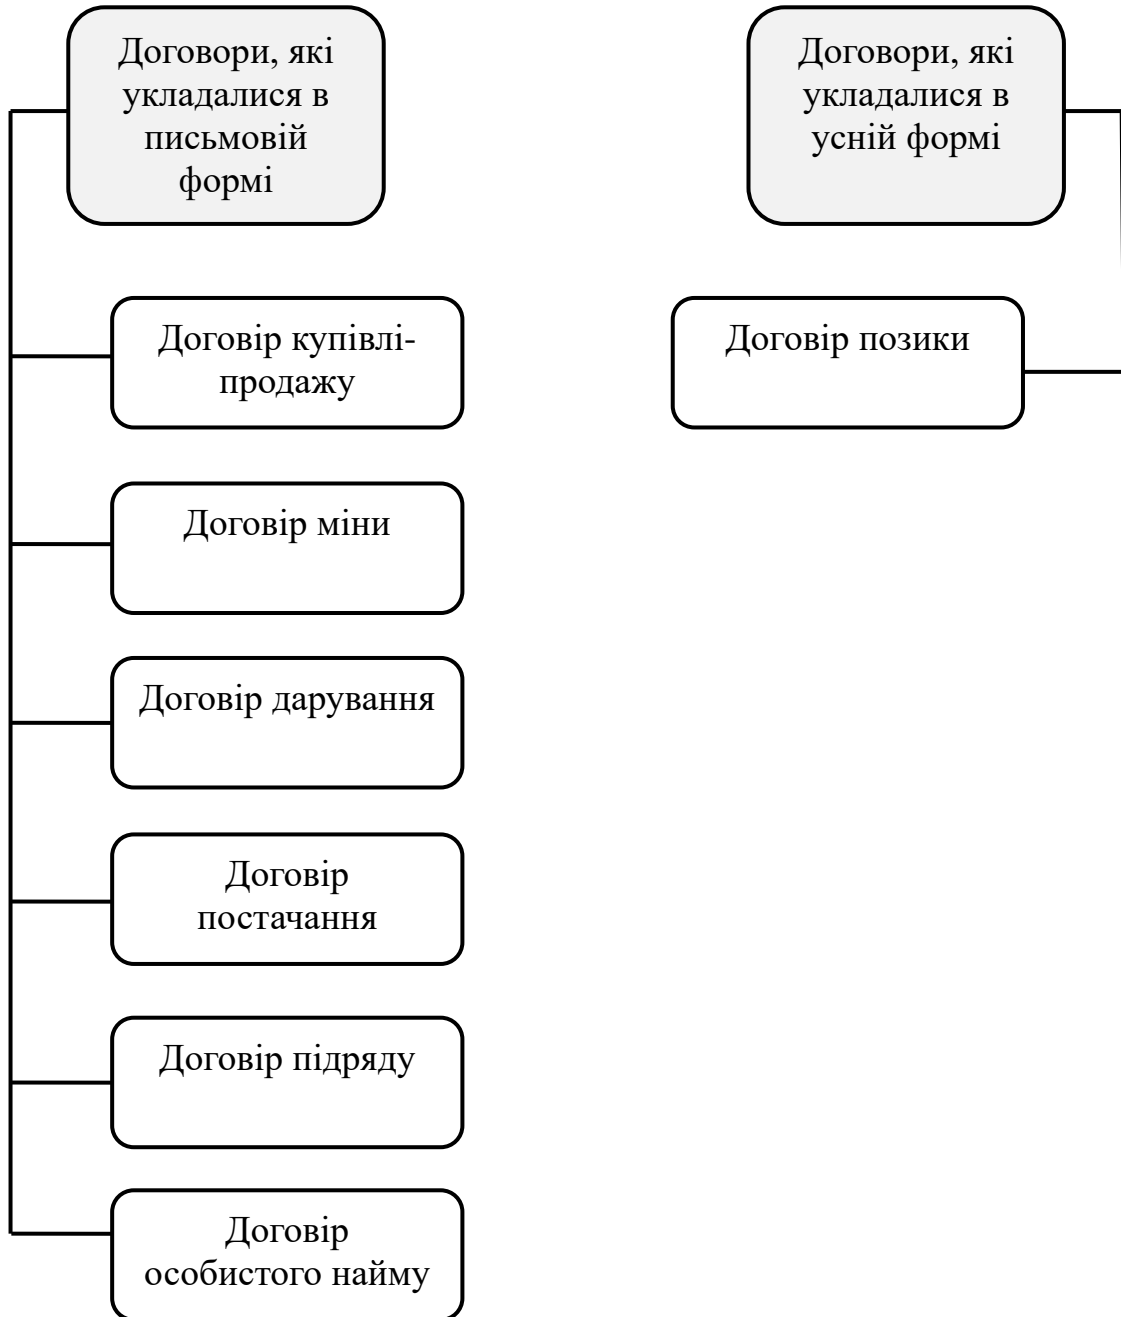 Договори, які
укладалися в
письмовій
формі
Договори, які
укладалися в
усній формі
Договір купівлі-
продажу
Договір позики
Договір міни
Договір дарування
Договір
постачання
Договір підряду
Договір
особистого найму